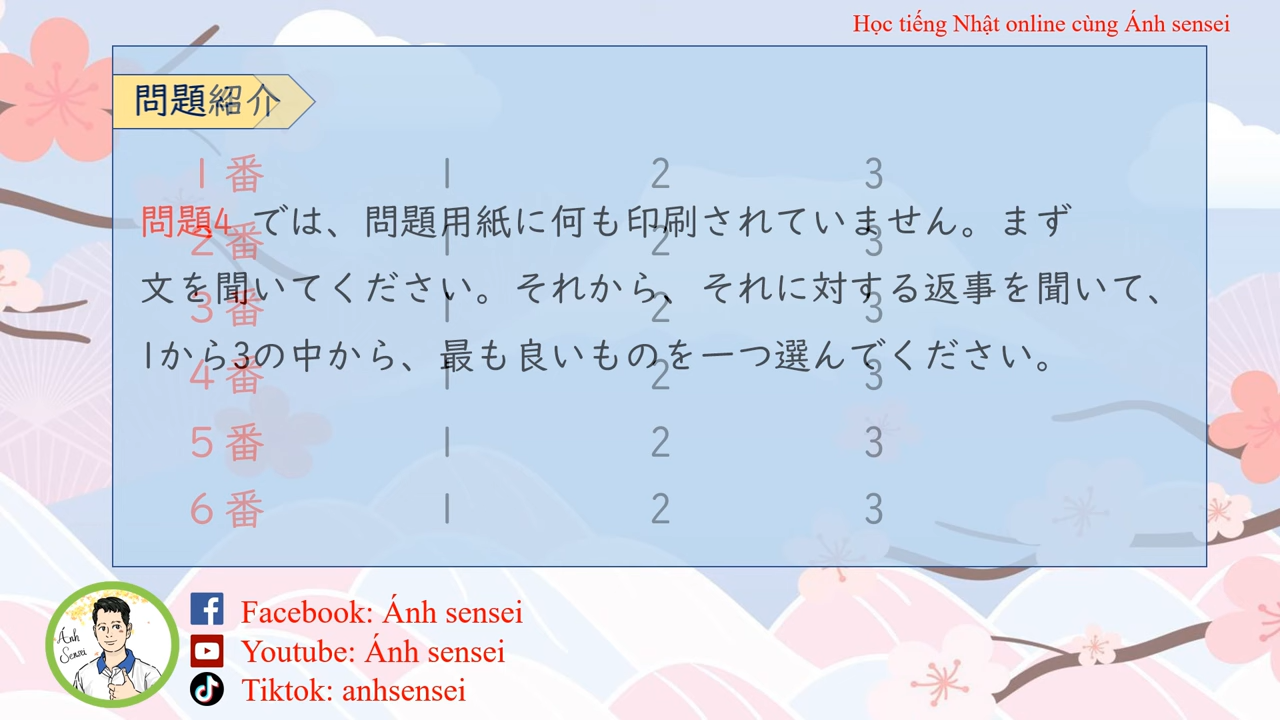 Học tiếng Nhật online cùng Ánh sensei
問題紹介
1番 1 2 3
問題4 では、問題用紙に何も印刷されていません。まず
2番 1 2 3
文を聞いてください。それから、それに対する返事を聞いて、
3番 1 2 3
1から3の中から、最も良いものを一つ選んでください。
4番 1 2 3
5番 1 2 3
6番 1 2 3
Ánh Sensei
Facebook: Ánh sensei
Youtube: Ánh sensei
Tiktok: anhsensei